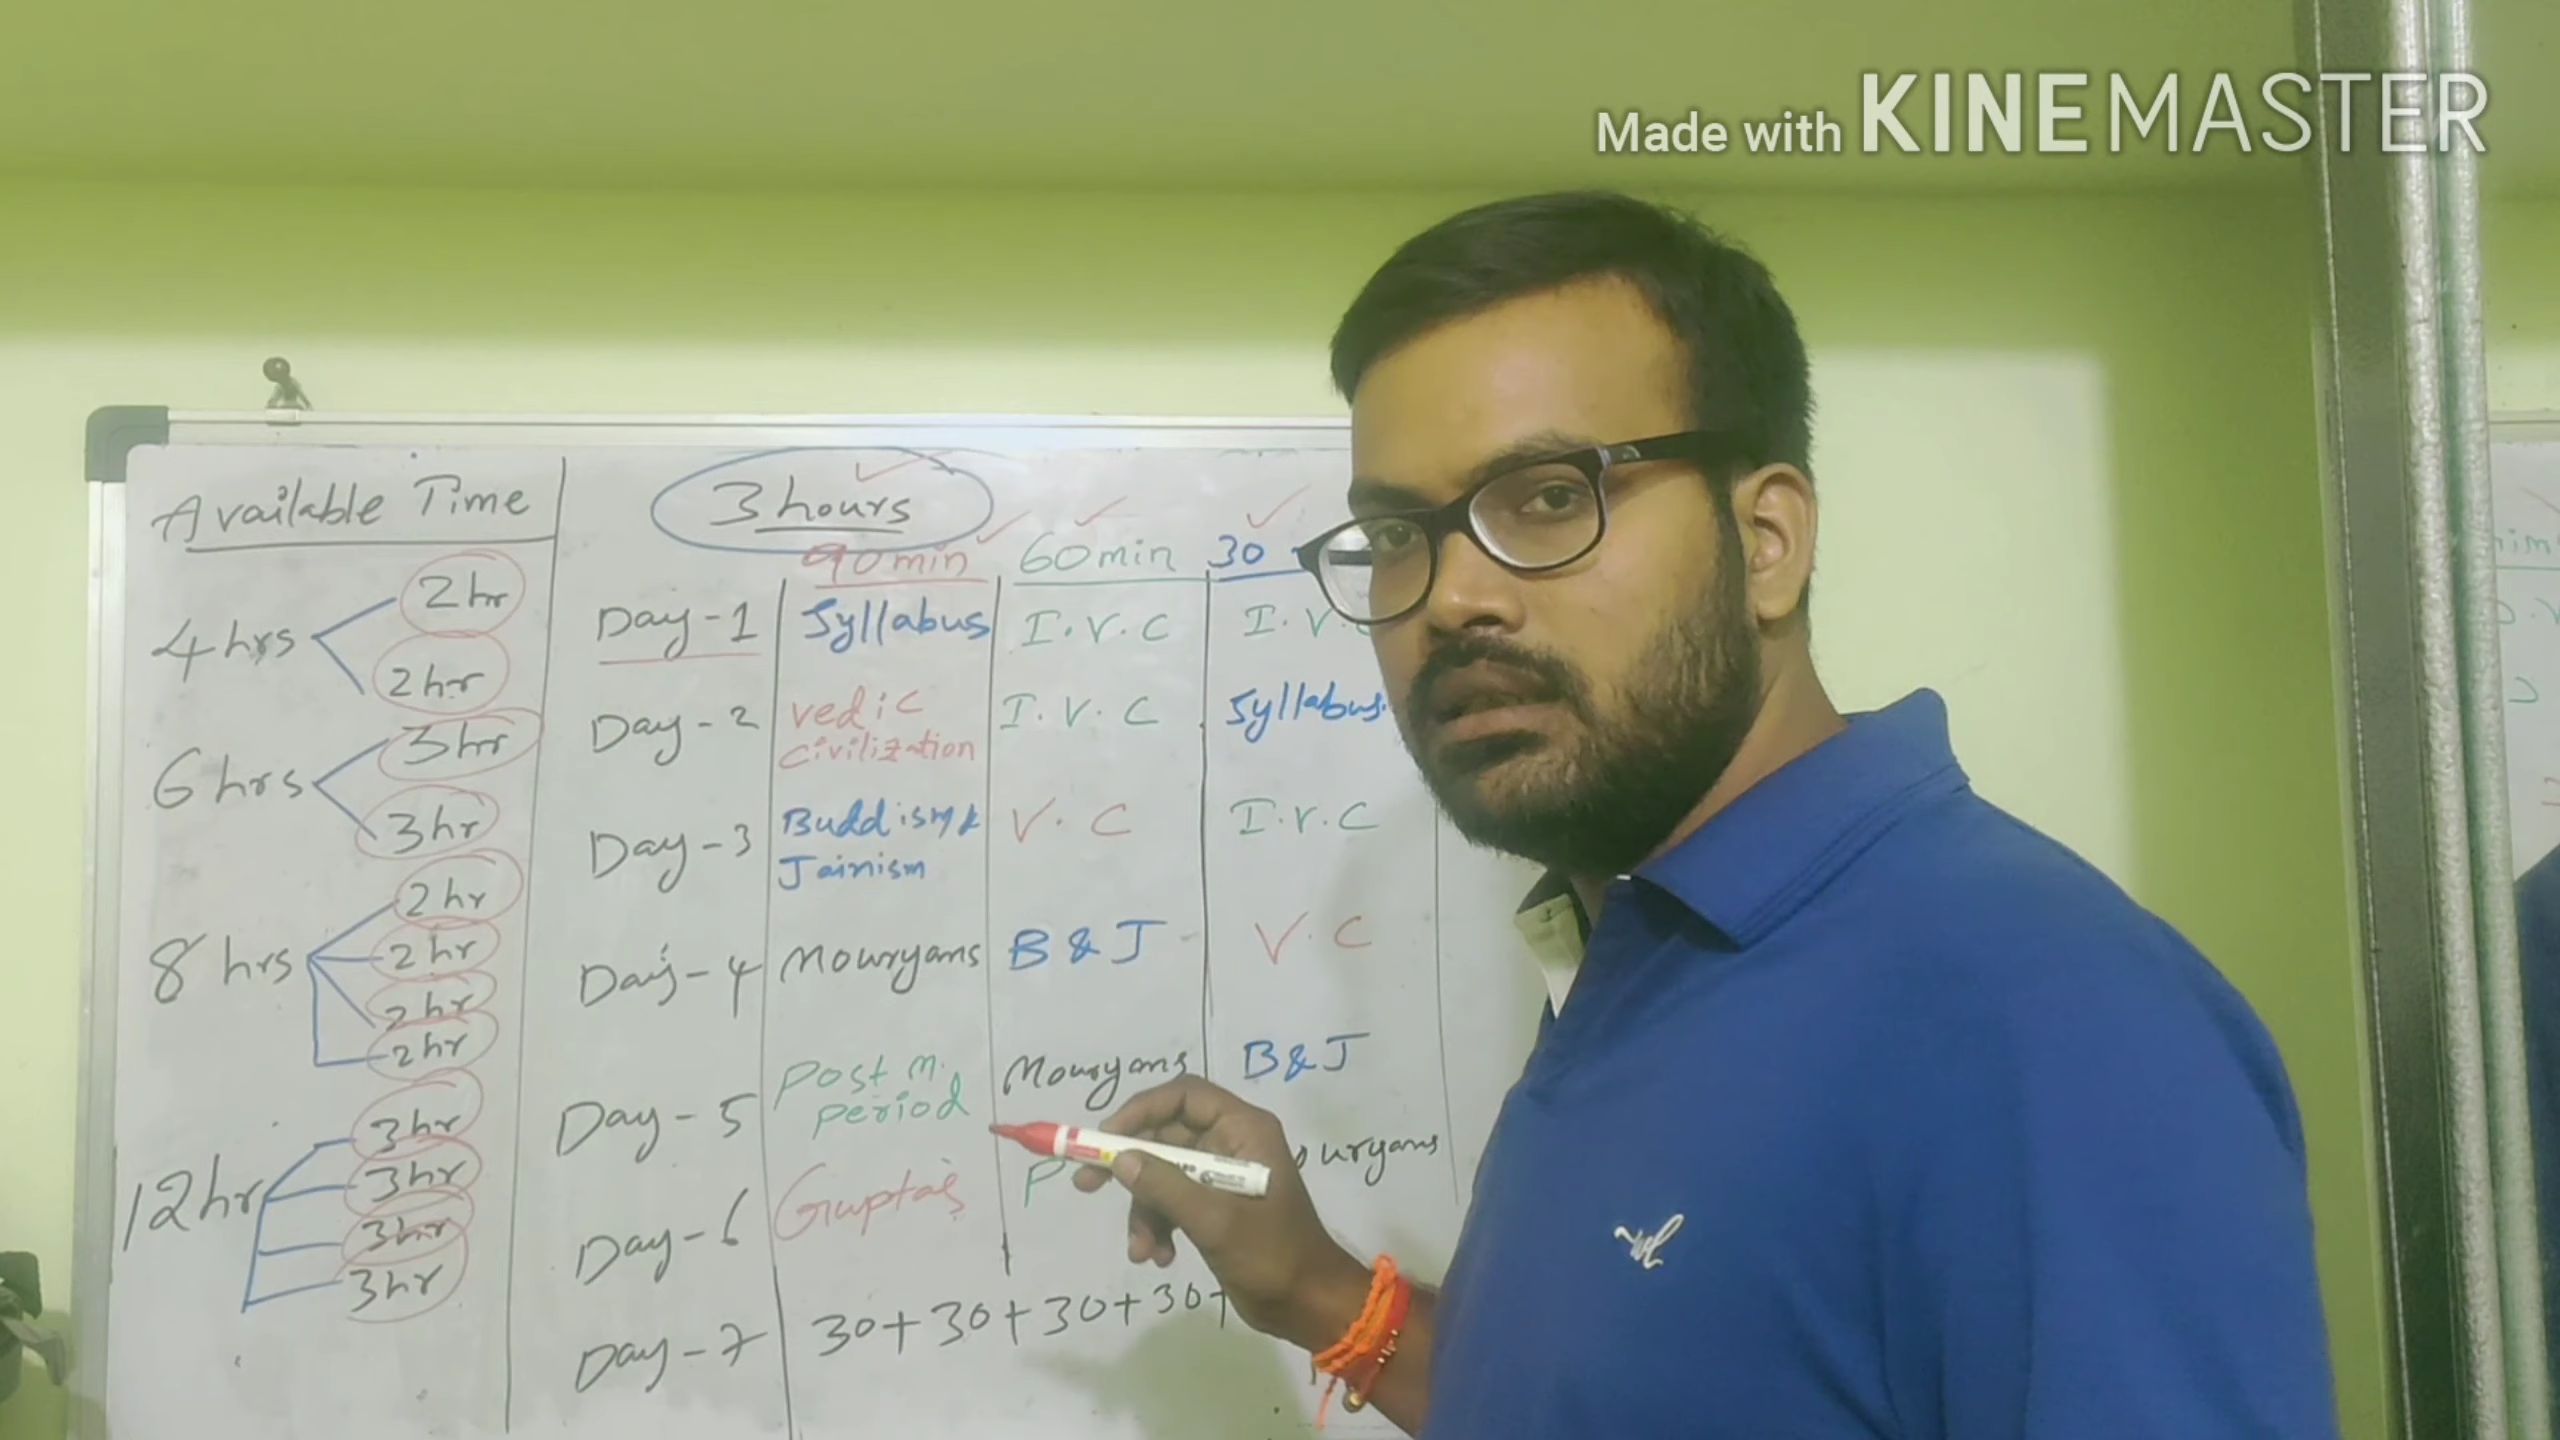 Made with KINEMASTER
Available Time
4 hrs
2 hr
2 hr
6 hrs
3 hr
3 hr
8 hrs
2 hr
2 hr
2 hr
2 hr
12 hr
3 hr
3 hr
3 hr
3 hr
3 hours
90 min 60 min 30
Day-1 Syllabus I.V.C I.V.
Day-2 vedic civilization I.V.C Syllabus.
Day-3 Buddism & Jainism V.C I.V.C
Day-4 Mouryans B & J V.C
Day-5 Post M. Period Mouryans B & J
Day-6 Guptas P ouryans
Day-7 30+30+30+30+